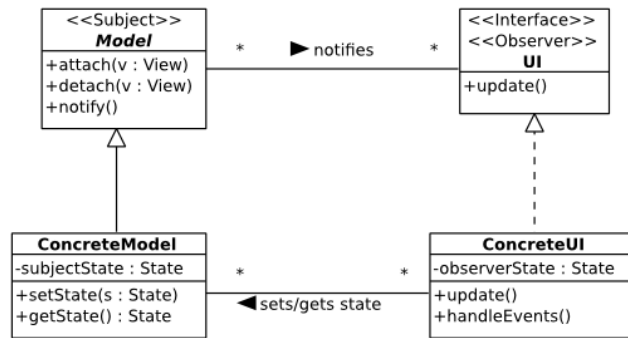 <<Subject>>
Model
+attach(v : View)
+detach(v : View)
+notify()
* notifies *
<<Interface>>
<<Observer>>
UI
+update()
ConcreteModel
-subjectState : State
+setState(s : State)
+getState() : State
* *
sets/gets state
ConcreteUI
-observerState : State
+update()
+handleEvents()